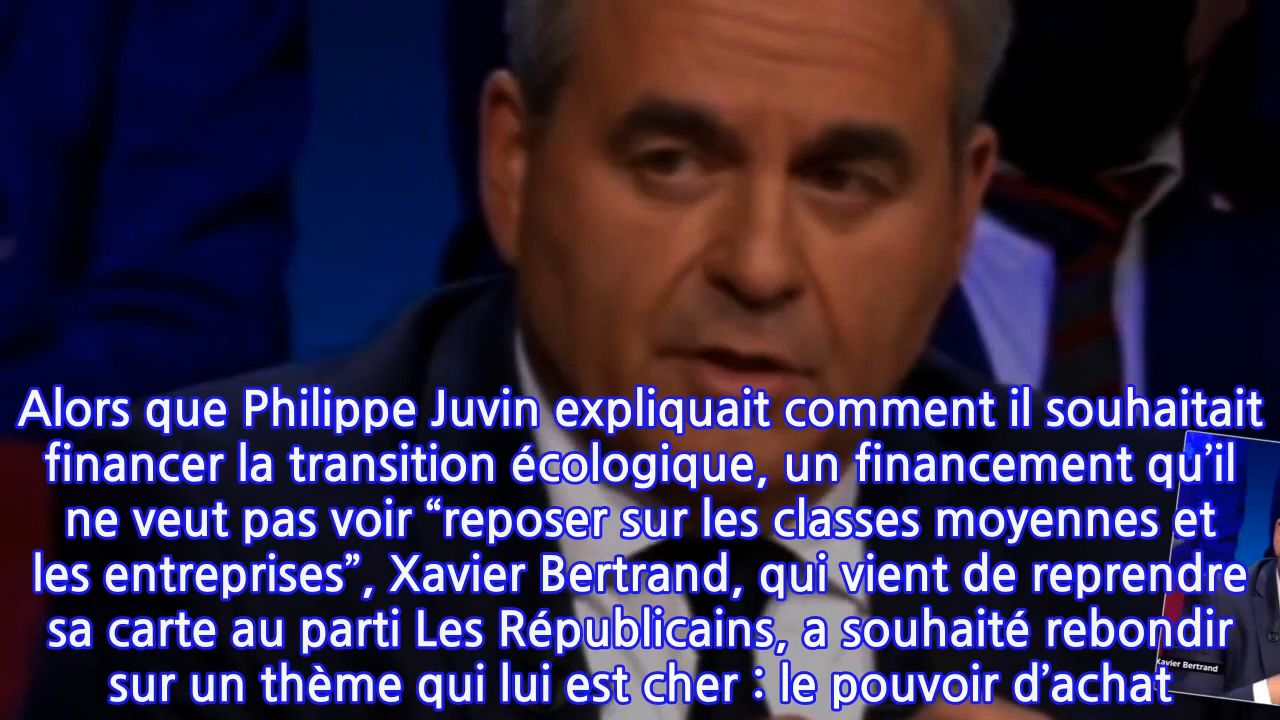 Alors que Philippe Juvin expliquait comment il souhaitait
financer la transition écologique, un financement qu’il
ne veut pas voir “reposer sur les classes moyennes et
les entreprises”, Xavier Bertrand, qui vient de reprendre
sa carte au parti Les Républicains, a souhaité rebondir
sur un thème qui lui est cher : le pouvoir d’achat
Xavier Bertrand